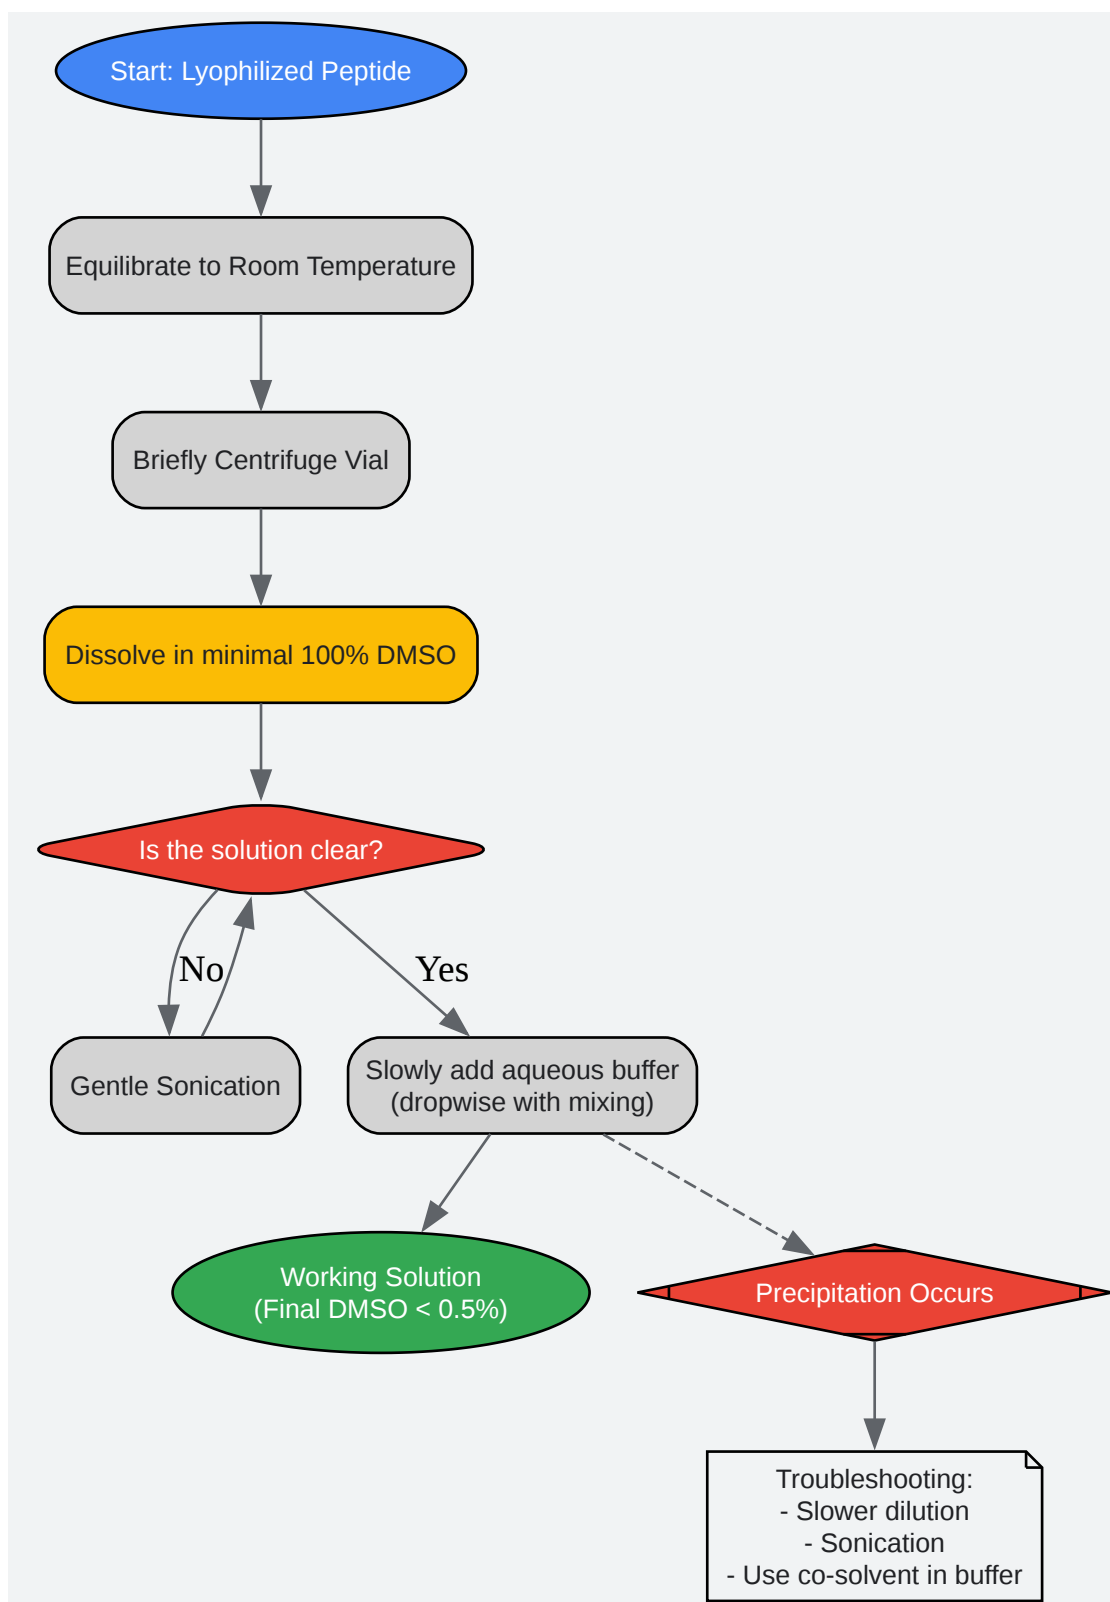 Start: Lyophilized Peptide
Equilibrate to Room Temperature
Briefly Centrifuge Vial
Dissolve in minimal 100% DMSO
Is the solution clear?
No
Yes
Gentle Sonication
Slowly add aqueous buffer
(dropwise with mixing)
Working Solution
(Final DMSO < 0.5%)
Precipitation Occurs
Troubleshooting:
- Slower dilution
- Sonication
- Use co-solvent in buffer